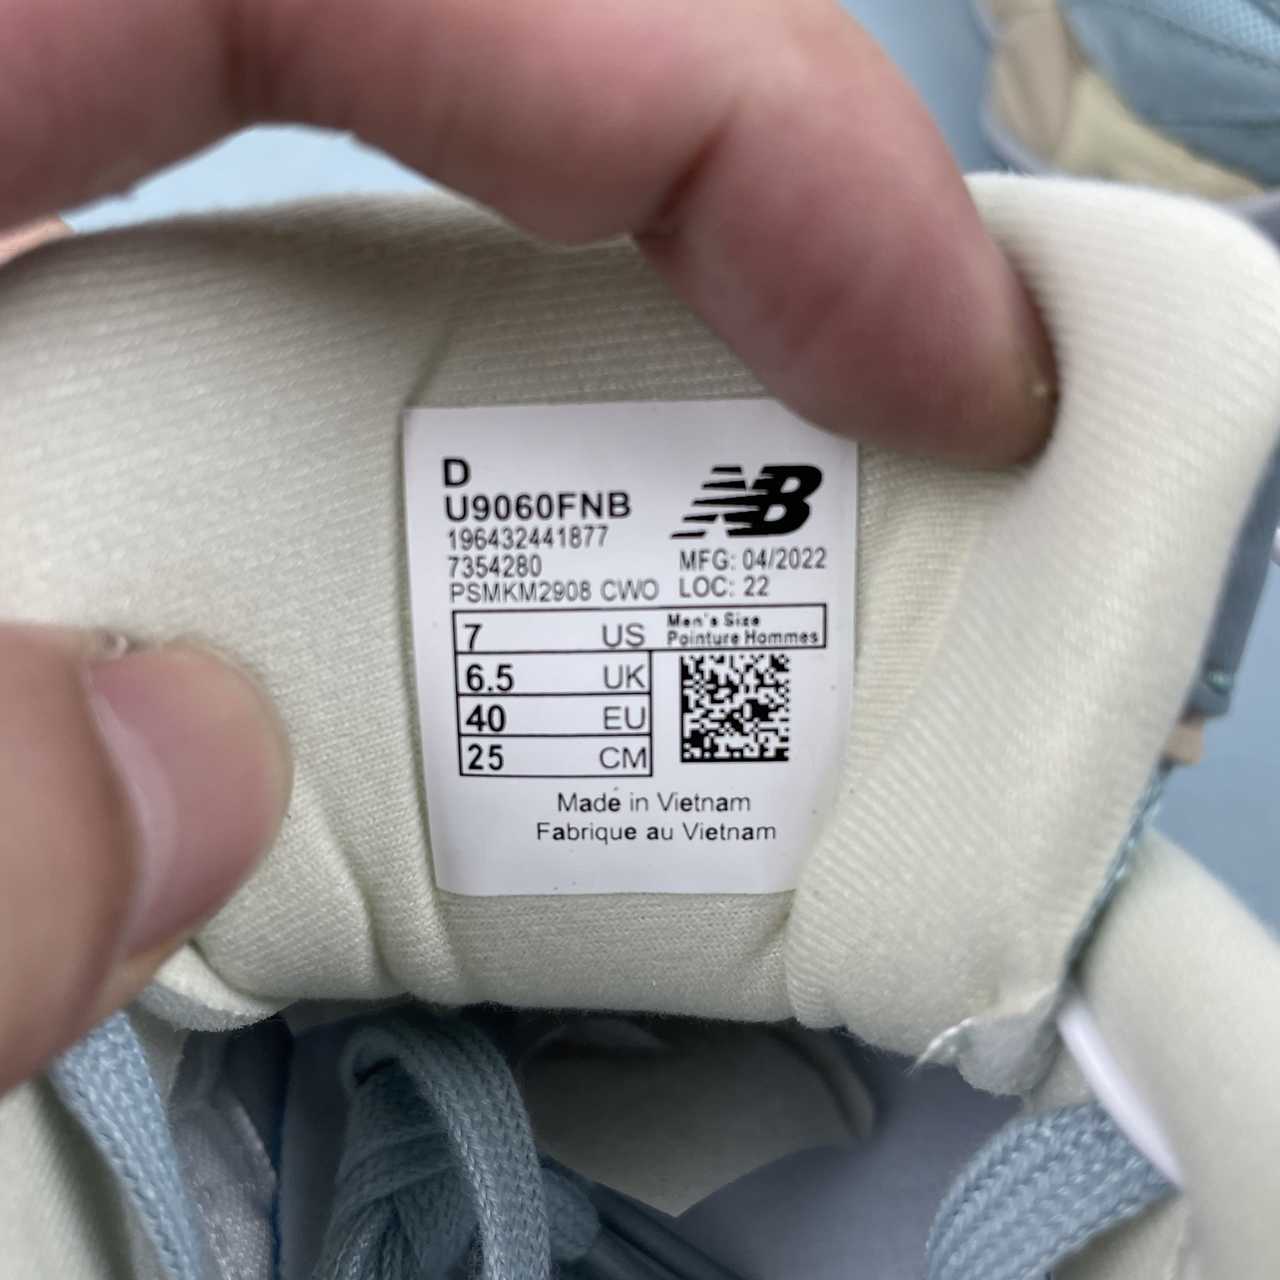 D
U9060FNB
NB
196432441877
7354280
MFG: 04/2022
PSMKM2908 CWO
LOC: 22
7 US
Men's Size
Pointure Hommes
6.5 UK
40 EU
25 CM
Made in Vietnam
Fabrique au Vietnam